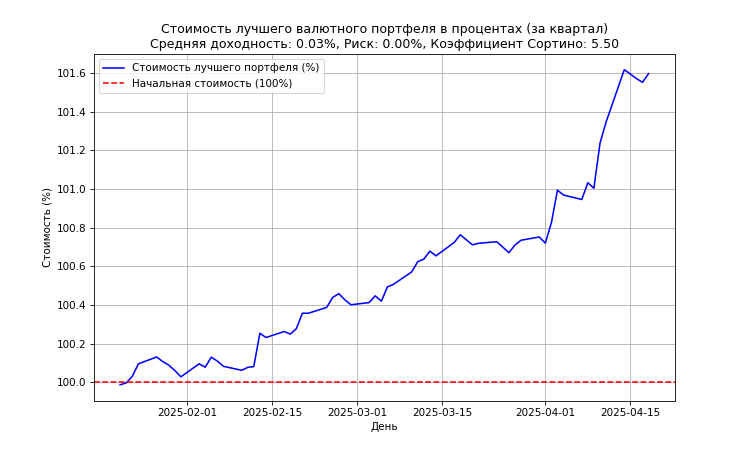 Стоимость лучшего валютного портфеля в процентах (за квартал)
Средняя доходность: 0.03%, Риск: 0.00%, Коэффициент Сортино: 5.50
Стоимость лучшего портфеля (%)
Начальная стоимость (100%)
Стоимость (%)
101.6
101.4
101.2
101.0
100.8
100.6
100.4
100.2
100.0
2025-02-01
2025-02-15
2025-03-01
2025-03-15
2025-04-01
2025-04-15
День